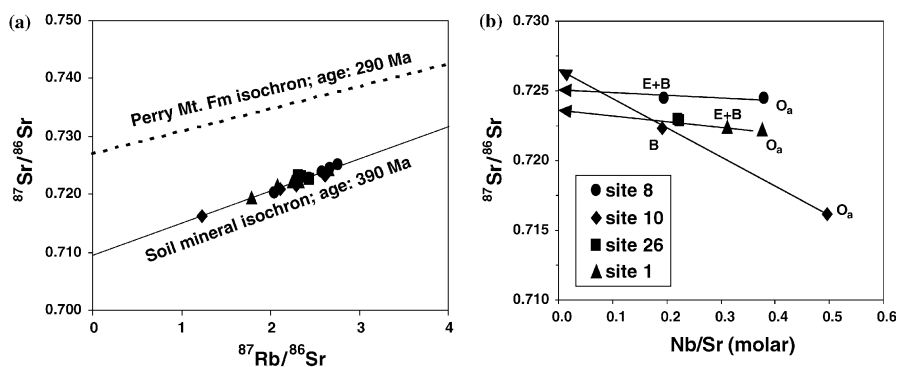 (a)
0.750
0.740
0.730
0.720
0.710
0.700
⁸⁷Sr/⁸⁶Sr
Perry Mt. Fm isochron; age: 290 Ma
Soil mineral isochron; age: 390 Ma
0 1 2 3 4
⁸⁷Rb/⁸⁶Sr
(b)
0.730
0.725
0.720
0.715
0.710
⁸⁷Sr/⁸⁶Sr
E+B
Oₐ
E+B
B
Oₐ
Oₐ
site 8
site 10
site 26
site 1
0.0 0.1 0.2 0.3 0.4 0.5 0.6
Nb/Sr (molar)